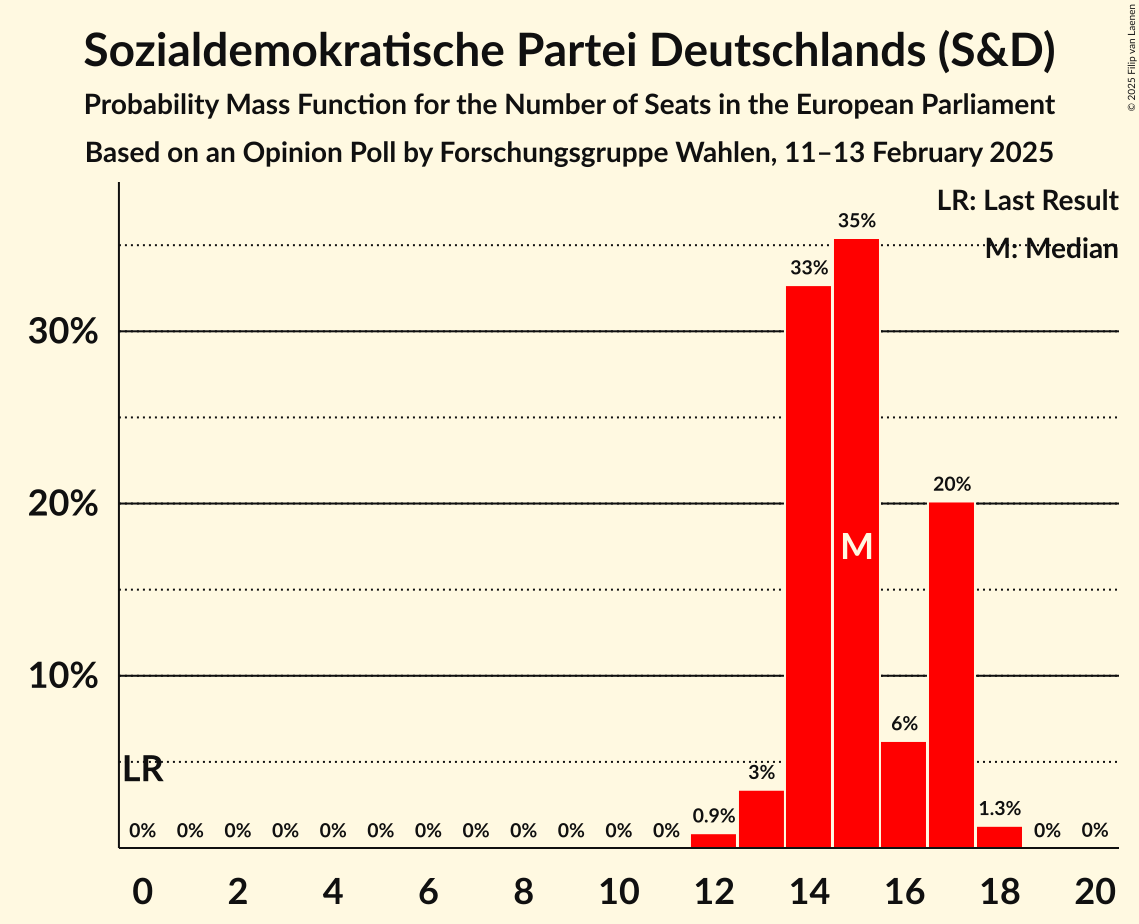 Sozialdemokratische Partei Deutschlands (S&D)
Probability Mass Function for the Number of Seats in the European Parliament
Based on an Opinion Poll by Forschungsgruppe Wahlen, 11–13 February 2025
© 2025 Filip van Laenen
LR: Last Result
M: Median
30%
20%
10%
LR
M
0% 0% 0% 0% 0% 0% 0% 0% 0% 0% 0% 0% 0.9% 3% 33% 35% 6% 20% 1.3% 0% 0%
0 2 4 6 8 10 12 14 16 18 20